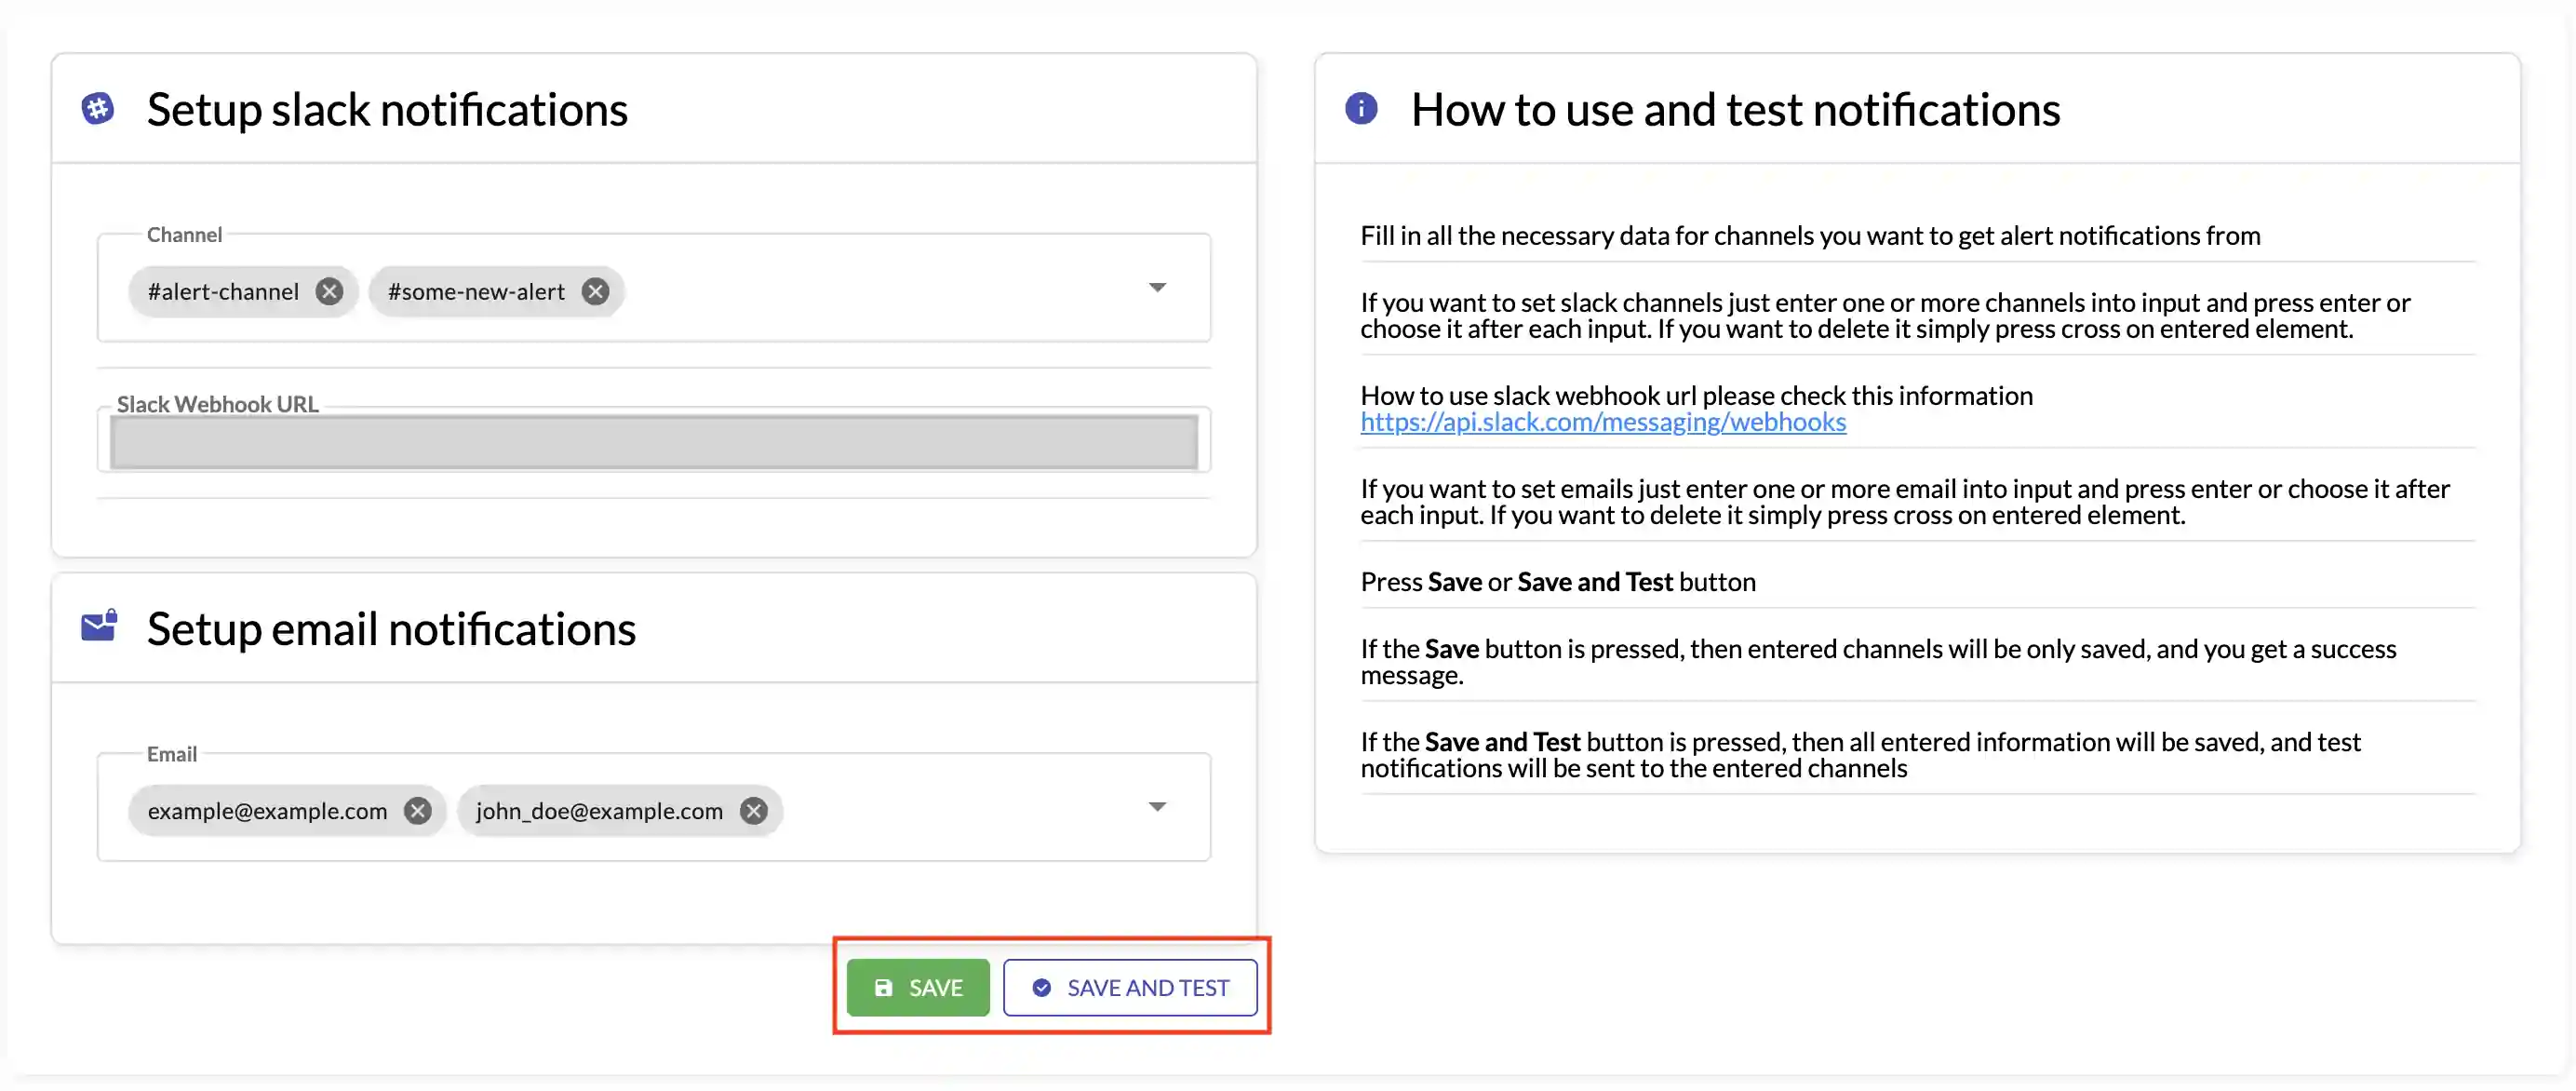 Setup slack notifications
Channel
#alert-channel #some-new-alert
Slack Webhook URL
Setup email notifications
Email
example@example.com john_doe@example.com
SAVE SAVE AND TEST
How to use and test notifications
Fill in all the necessary data for channels you want to get alert notifications from
If you want to set slack channels just enter one or more channels into input and press enter or
choose it after each input. If you want to delete it simply press cross on entered element.
How to use slack webhook url please check this information
https://api.slack.com/messaging/webhooks
If you want to set emails just enter one or more email into input and press enter or choose it after
each input. If you want to delete it simply press cross on entered element.
Press Save or Save and Test button
If the Save button is pressed, then entered channels will be only saved, and you get a success
message.
If the Save and Test button is pressed, then all entered information will be saved, and test
notifications will be sent to the entered channels